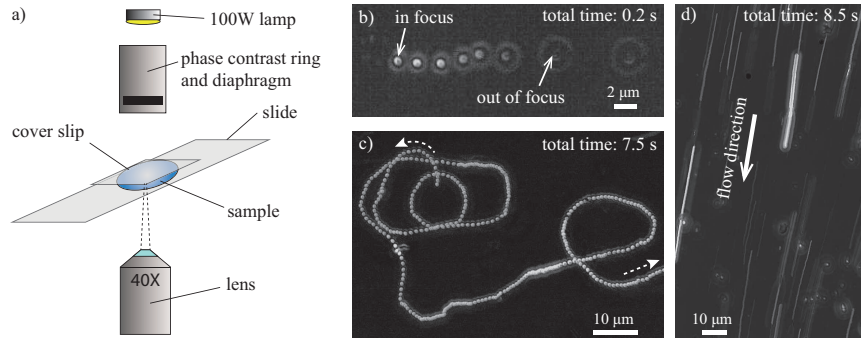 a)
100W lamp
phase contrast ring
and diaphragm
slide
cover slip
sample
40X
lens
b)
in focus
total time: 0.2 s
out of focus
2 μm
c)
total time: 7.5 s
10 μm
d)
total time: 8.5 s
flow direction
10 μm